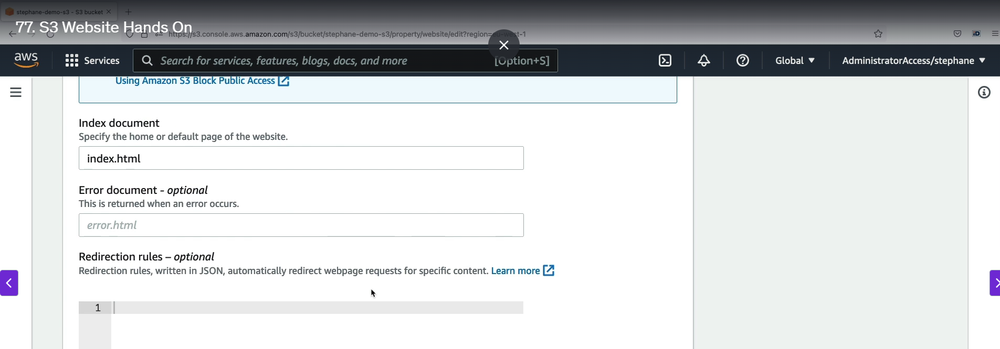 stephane-demo-s3 - S3 bucket
77. S3 Website Hands On
https://s3.console.aws.amazon.com/s3/bucket/stephane-demo-s3/property/website/edit?region=eu-west-1
aws
Services
Search for services, features, blogs, docs, and more
[Option+S]
Global
AdministratorAccess/stephane
Using Amazon S3 Block Public Access
Index document
Specify the home or default page of the website.
index.html
Error document - optional
This is returned when an error occurs.
error.html
Redirection rules – optional
Redirection rules, written in JSON, automatically redirect webpage requests for specific content. Learn more
1